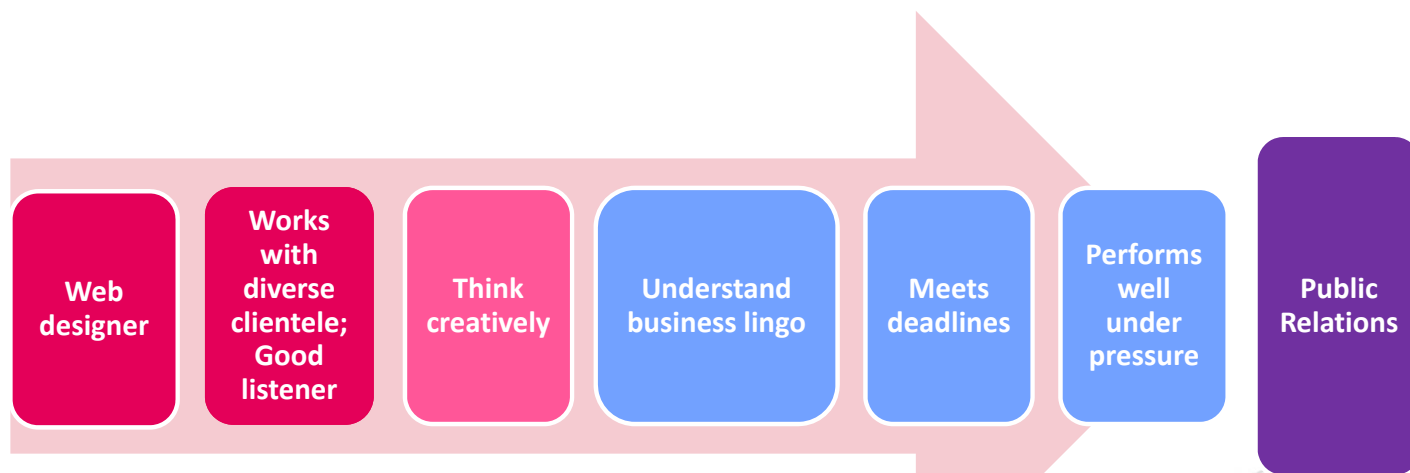 Web
designer
Works
with
diverse
clientele;
Good
listener
Think
creatively
Understand
business lingo
Meets
deadlines
Performs
well
under
pressure
Public
Relations